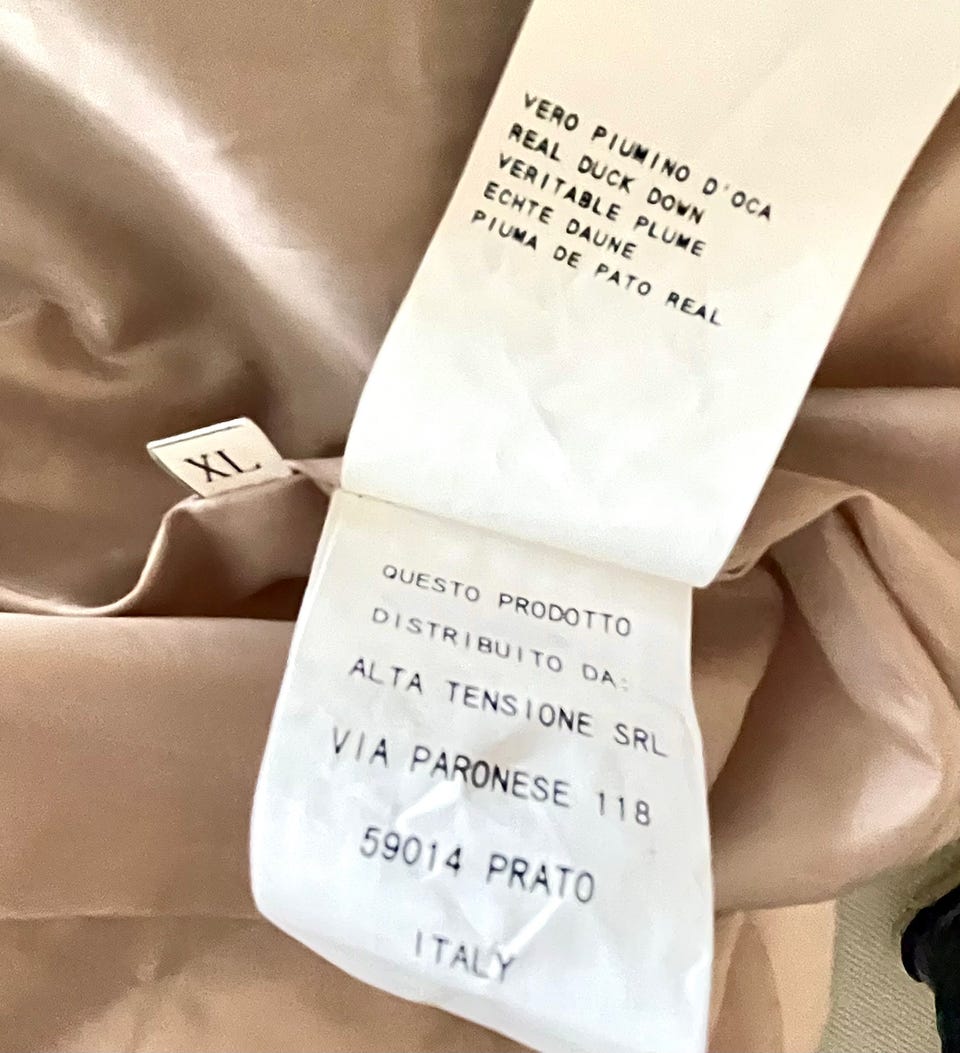 VERO PIUMINO D'OCA
REAL DUCK DOWN
VERITABLE PLUME
ECHTE DAUNE
PIUMA DE PATO REAL
XL
QUESTO PRODOTTO
DISTRIBUITO DA:
ALTA TENSIONE SRL
VIA PARONESE 118
59014 PRATO
ITALY